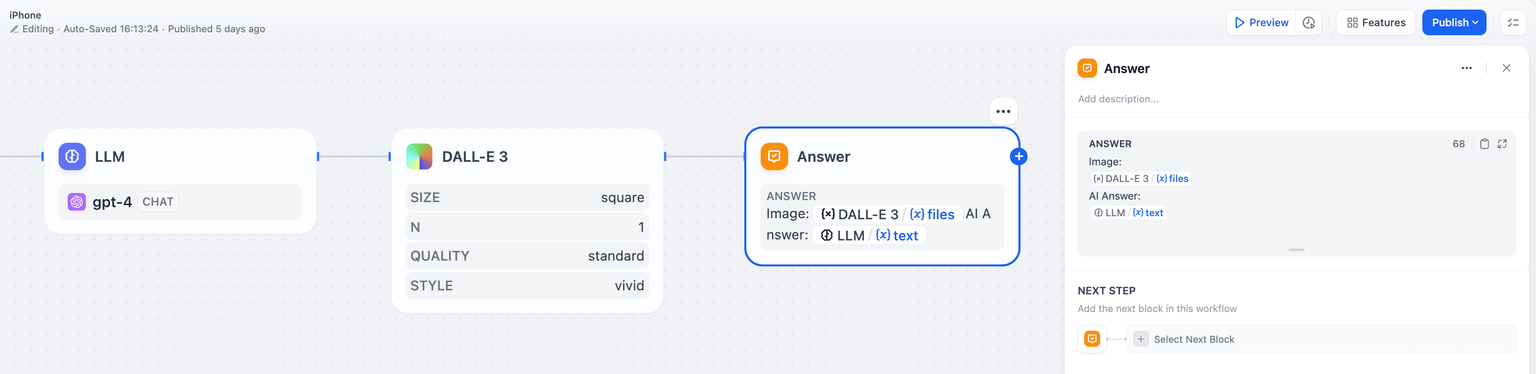 iPhone
Editing · Auto-Saved 16:13:24 · Published 5 days ago
Preview
Features
Publish
LLM
gpt-4 CHAT
DALL-E 3
SIZE square
N 1
QUALITY standard
STYLE vivid
Answer
ANSWER
Image: {×} DALL-E 3 / {x} files AI A
nswer: LLM / {x} text
Answer
Add description...
ANSWER 68
Image:
{×} DALL-E 3 / {x} files
AI Answer:
LLM / {x} text
NEXT STEP
Add the next block in this workflow
Select Next Block